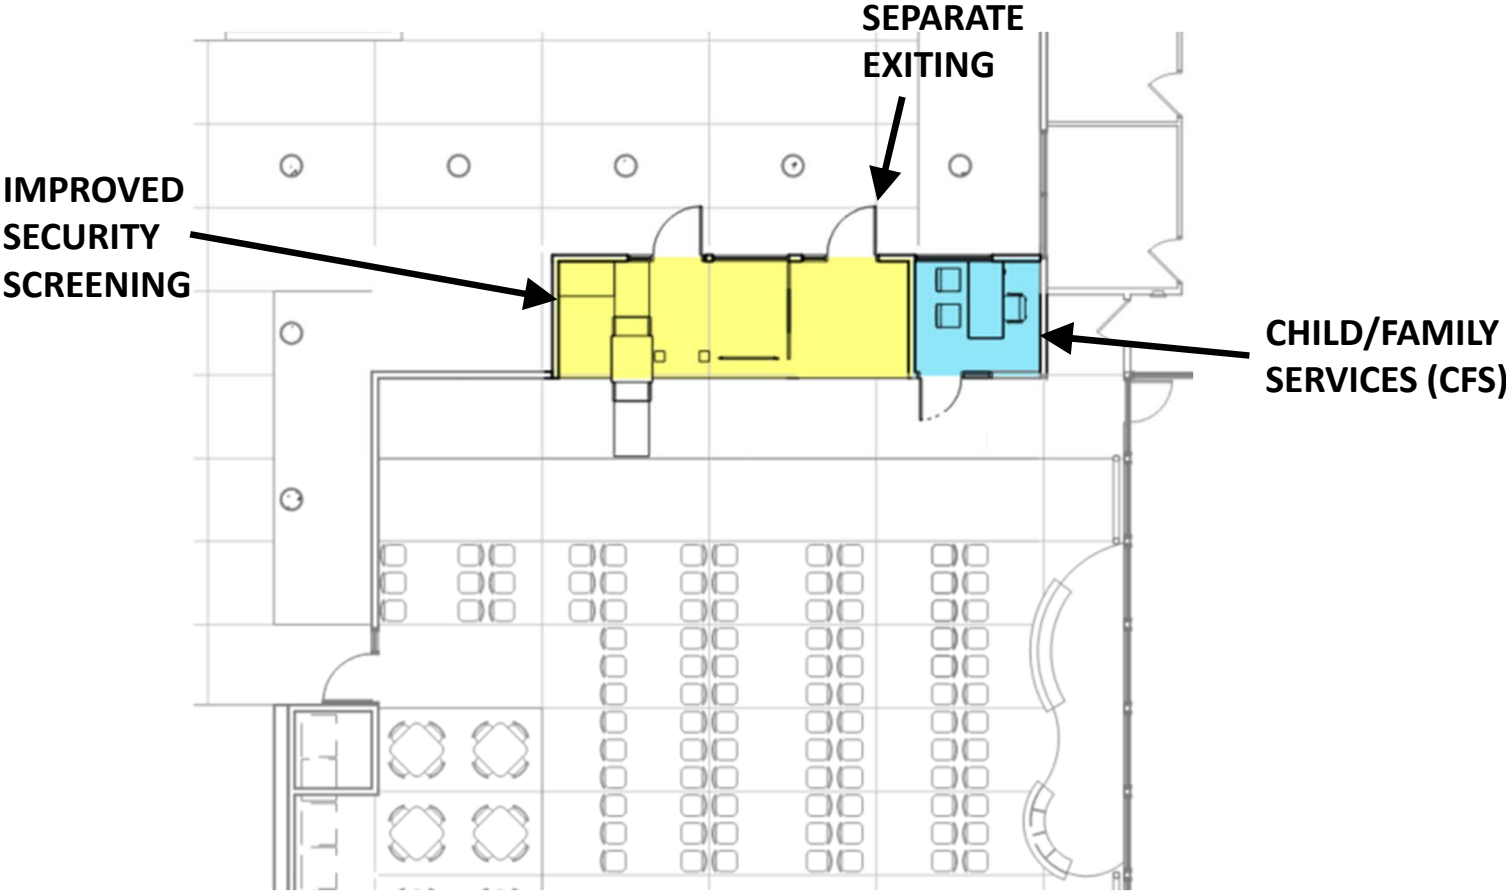 SEPARATE
EXITING
IMPROVED
SECURITY
SCREENING
CHILD/FAMILY
SERVICES (CFS)